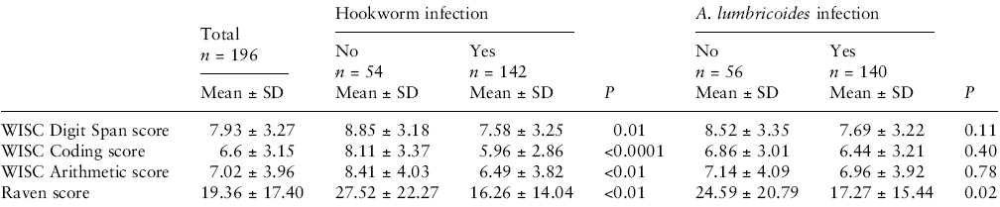 Hookworm infection A. lumbricoides infection
Total
n = 196 No Yes No Yes
n = 54 n = 142 n = 56 n = 140
Mean ± SD Mean ± SD Mean ± SD P Mean ± SD Mean ± SD P
WISC Digit Span score 7.93 ± 3.27 8.85 ± 3.18 7.58 ± 3.25 0.01 8.52 ± 3.35 7.69 ± 3.22 0.11
WISC Coding score 6.6 ± 3.15 8.11 ± 3.37 5.96 ± 2.86 <0.0001 6.86 ± 3.01 6.44 ± 3.21 0.40
WISC Arithmetic score 7.02 ± 3.96 8.41 ± 4.03 6.49 ± 3.82 <0.01 7.14 ± 4.09 6.96 ± 3.92 0.78
Raven score 19.36 ± 17.40 27.52 ± 22.27 16.26 ± 14.04 <0.01 24.59 ± 20.79 17.27 ± 15.44 0.02